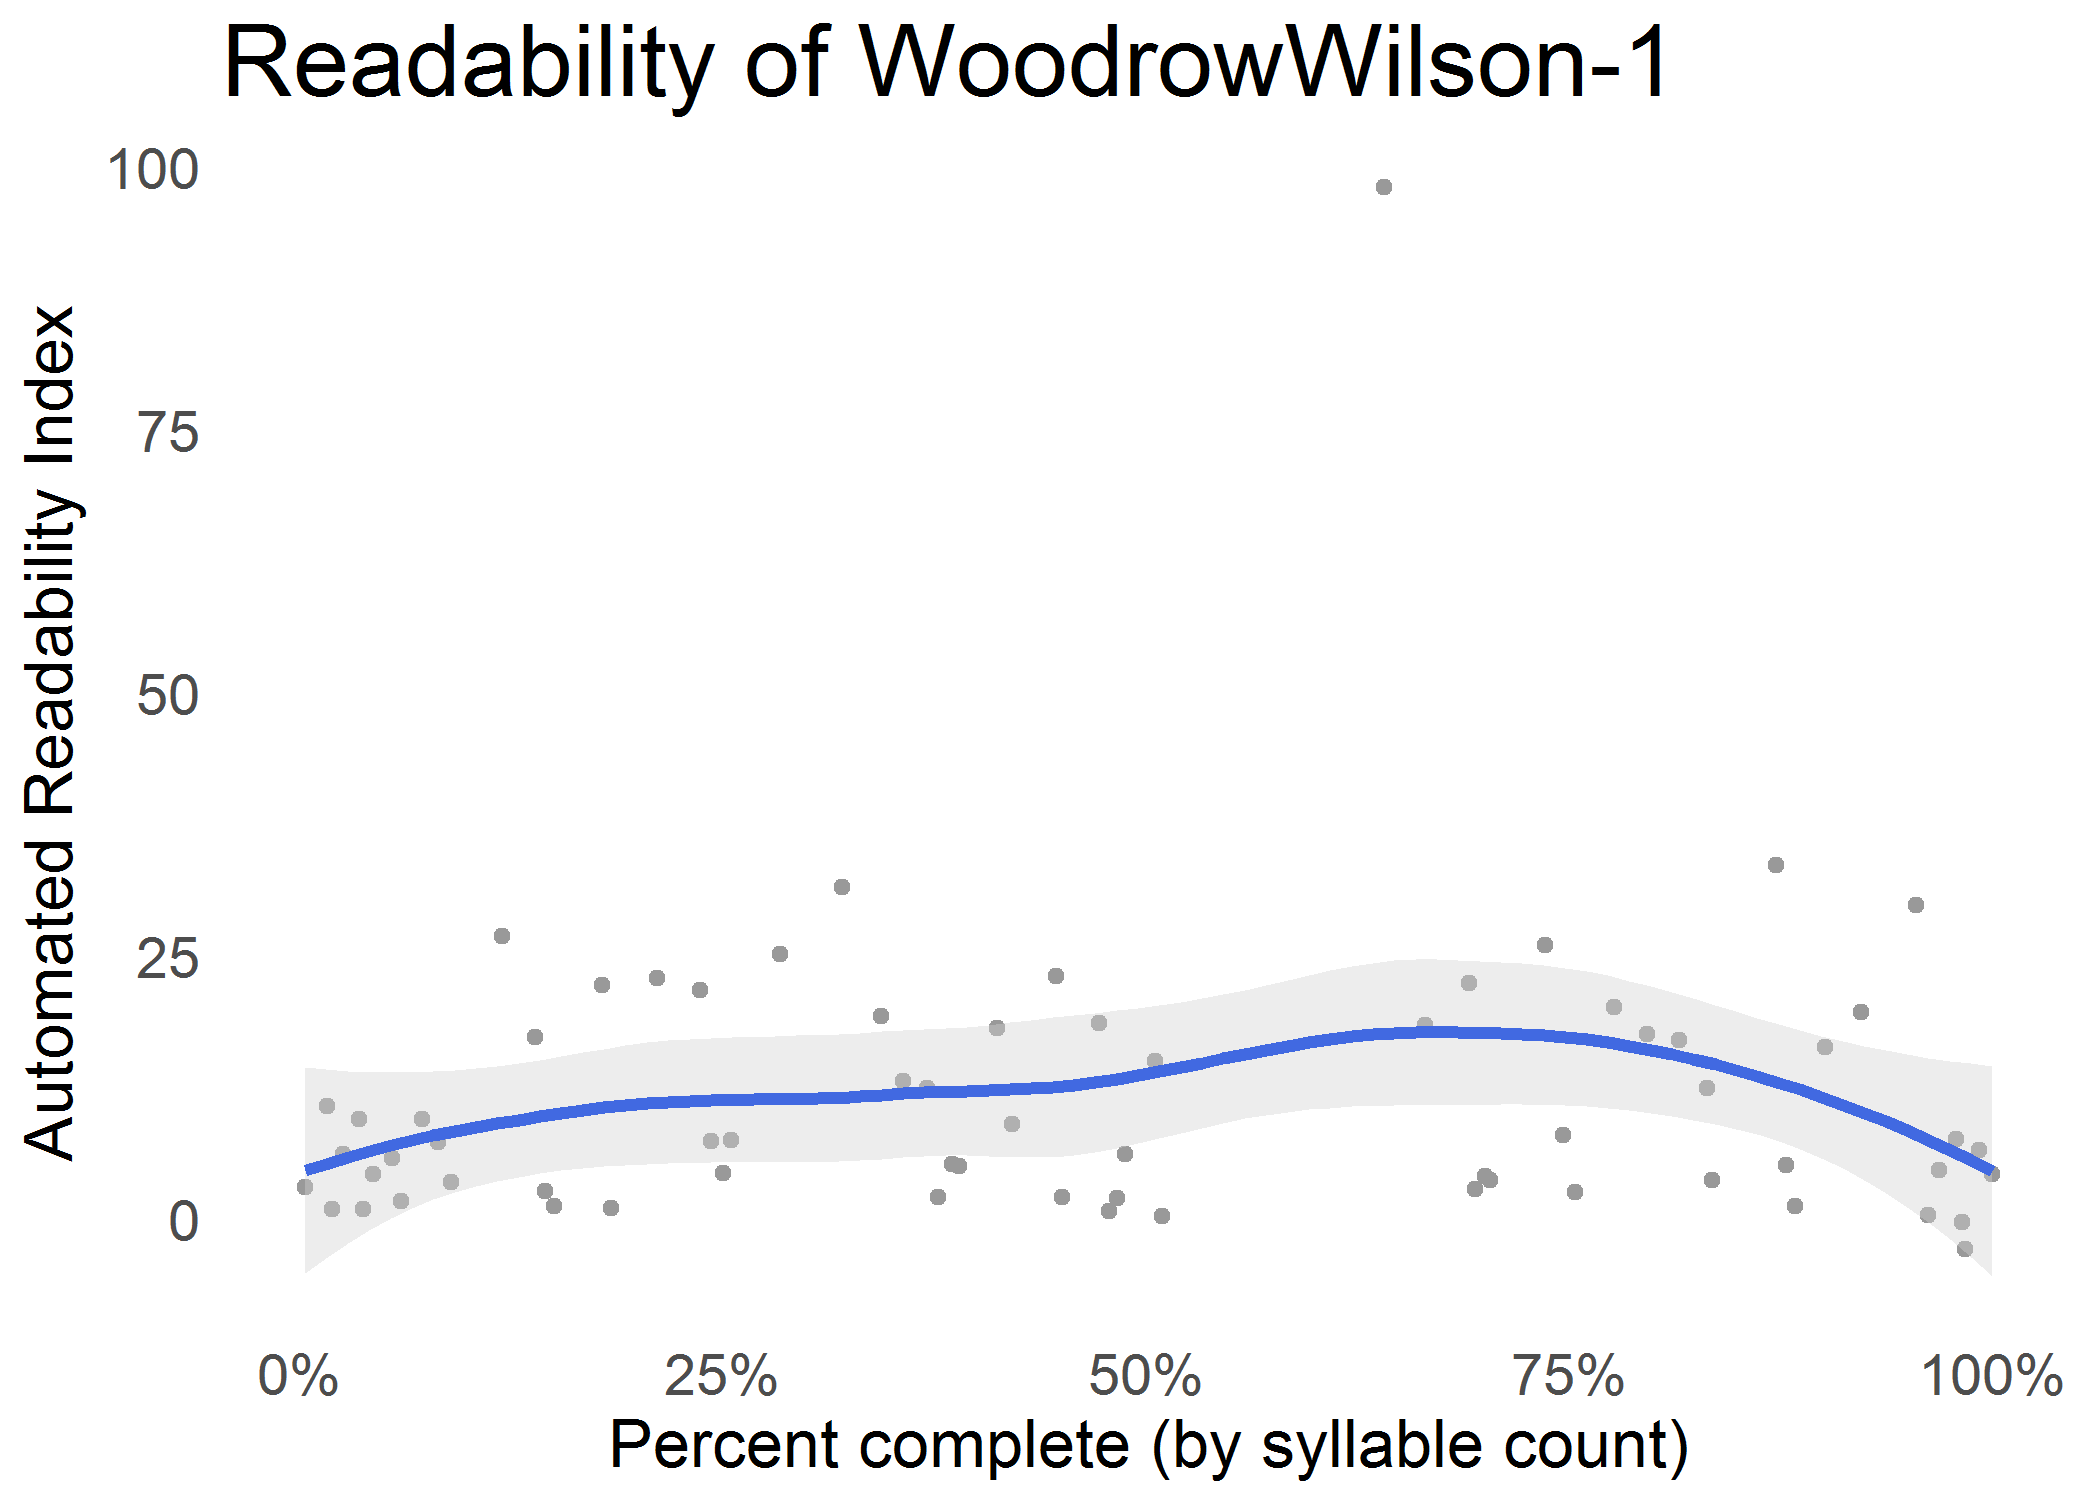 Readability of WoodrowWilson-1
100
75
50
25
0
Automated Readability Index
0% 25% 50% 75% 100%
Percent complete (by syllable count)